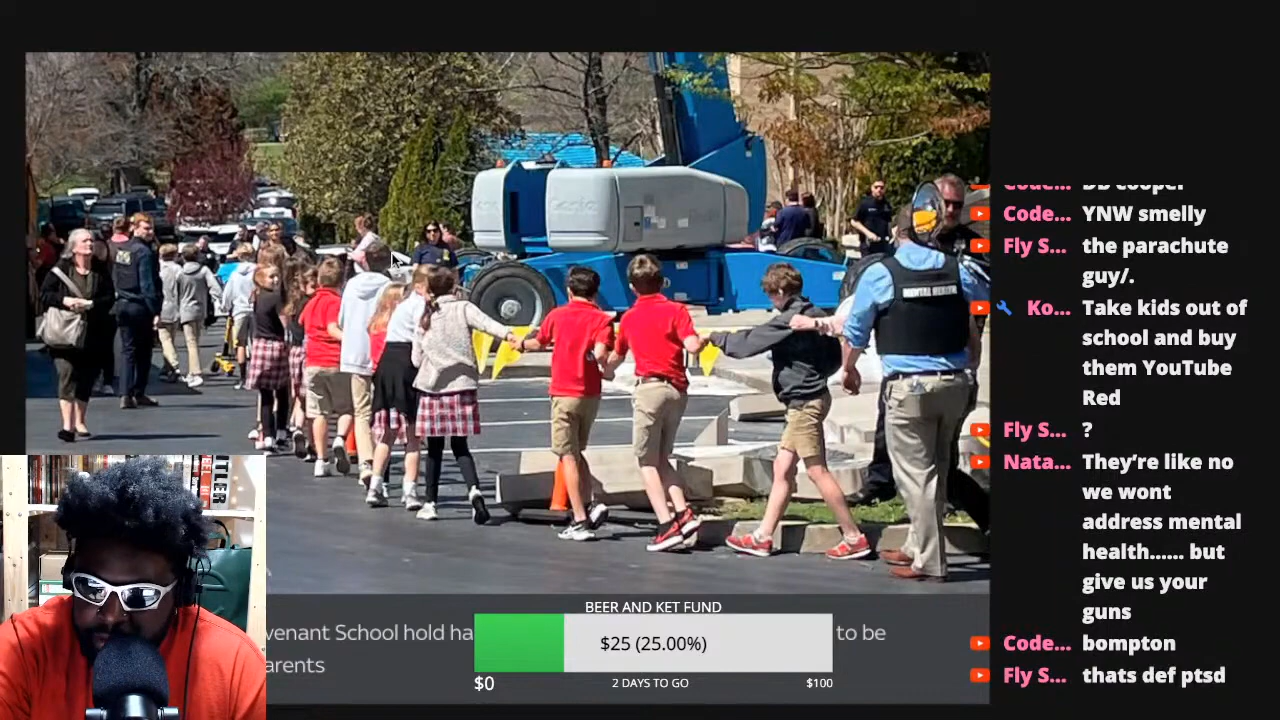 Code... YNW smelly
Fly S... the parachute
guy/.
Ko... Take kids out of
school and buy
them YouTube
Red
Fly S... ?
Nata... They're like no
we wont
address mental
health...... but
give us your
guns
Code... bompton
Fly S... thats def ptsd
BEER AND KET FUND
venant School hold ha
to be
arents
$25 (25.00%)
$0
2 DAYS TO GO
$100